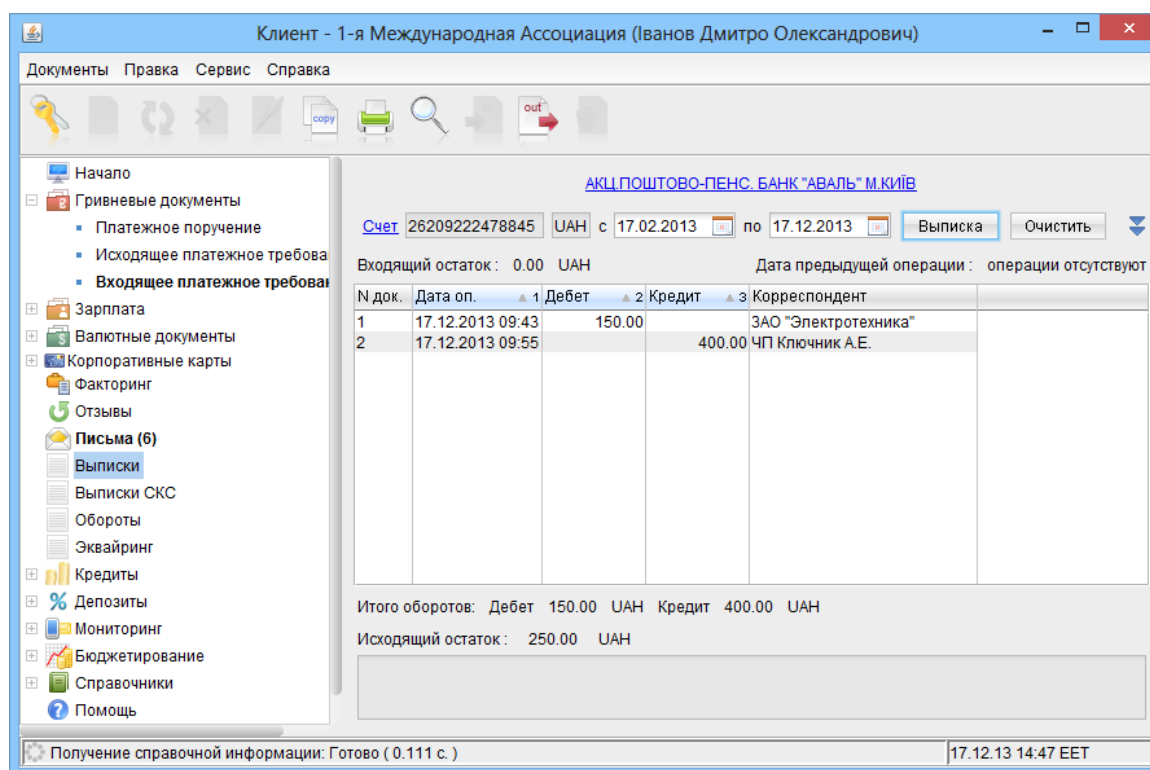 Клиент - 1-я Международная Ассоциация (Іванов Дмитро Олександрович)
Документы Правка Сервис Справка
copy out
Начало
Гривневые документы
Платежное поручение
Исходящее платежное требова
Входящее платежное требован
Зарплата
Валютные документы
Корпоративные карты
Факторинг
Отзывы
Письма (6)
Выписки
Выписки СКС
Обороты
Эквайринг
Кредиты
Депозиты
Мониторинг
Бюджетирование
Справочники
Помощь
АКЦ.ПОШТОВО-ПЕНС. БАНК "АВАЛЬ" М.КИЇВ
Счет 26209222478845 UAH с 17.02.2013 по 17.12.2013 Выписка Очистить
Входящий остаток : 0.00 UAH Дата предыдущей операции : операции отсутствуют
N док. Дата оп. 1 Дебет 2 Кредит 3 Корреспондент
1 17.12.2013 09:43 150.00 ЗАО "Электротехника"
2 17.12.2013 09:55 400.00 ЧП Ключник А.Е.
Итого оборотов: Дебет 150.00 UAH Кредит 400.00 UAH
Исходящий остаток : 250.00 UAH
Получение справочной информации: Готово ( 0.111 с. ) 17.12.13 14:47 EET